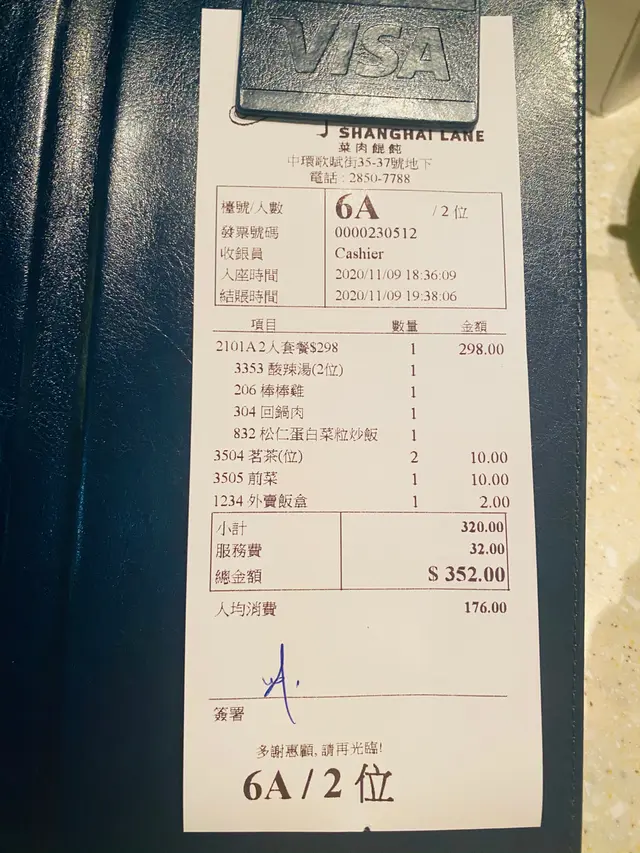 VISA
SHANGHAI LANE
菜肉餛飩
中環歌賦街35-37號地下
電話 : 2850-7788
檯號/人數 6A / 2 位
發票號碼 0000230512
收銀員 Cashier
入座時間 2020/11/09 18:36:09
結賬時間 2020/11/09 19:38:06
項目 數量 金額
2101A2人套餐$298 1 298.00
3353 酸辣湯(2位) 1
206 棒棒雞 1
304 回鍋肉 1
832 松仁蛋白菜粒炒飯 1
3504 茗茶(位) 2 10.00
3505 前菜 1 10.00
1234 外賣飯盒 1 2.00
小計 320.00
服務費 32.00
總金額 $ 352.00
人均消費 176.00
簽署
多謝惠顧, 請再光臨!
6A / 2 位